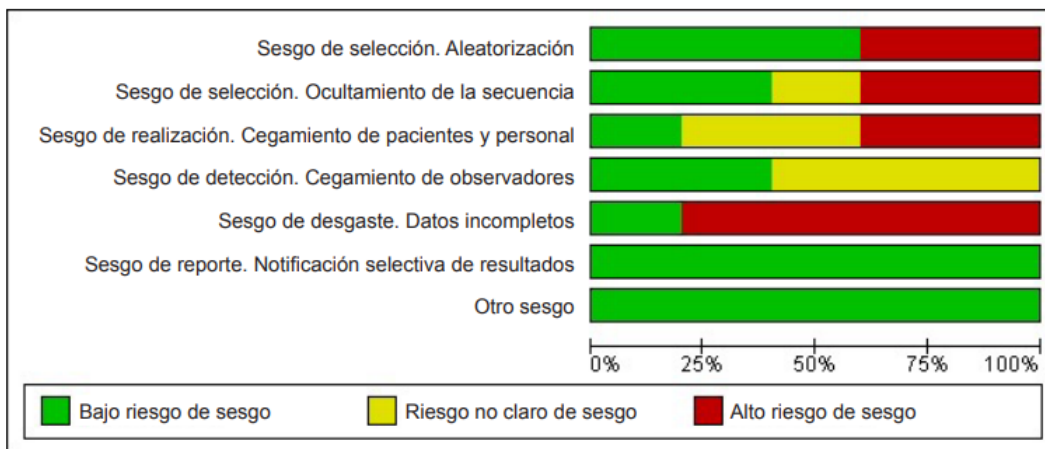 Sesgo de selección. Aleatorización
Sesgo de selección. Ocultamiento de la secuencia
Sesgo de realización. Cegamiento de pacientes y personal
Sesgo de detección. Cegamiento de observadores
Sesgo de desgaste. Datos incompletos
Sesgo de reporte. Notificación selectiva de resultados
Otro sesgo
0% 25% 50% 75% 100%
Bajo riesgo de sesgo Riesgo no claro de sesgo Alto riesgo de sesgo